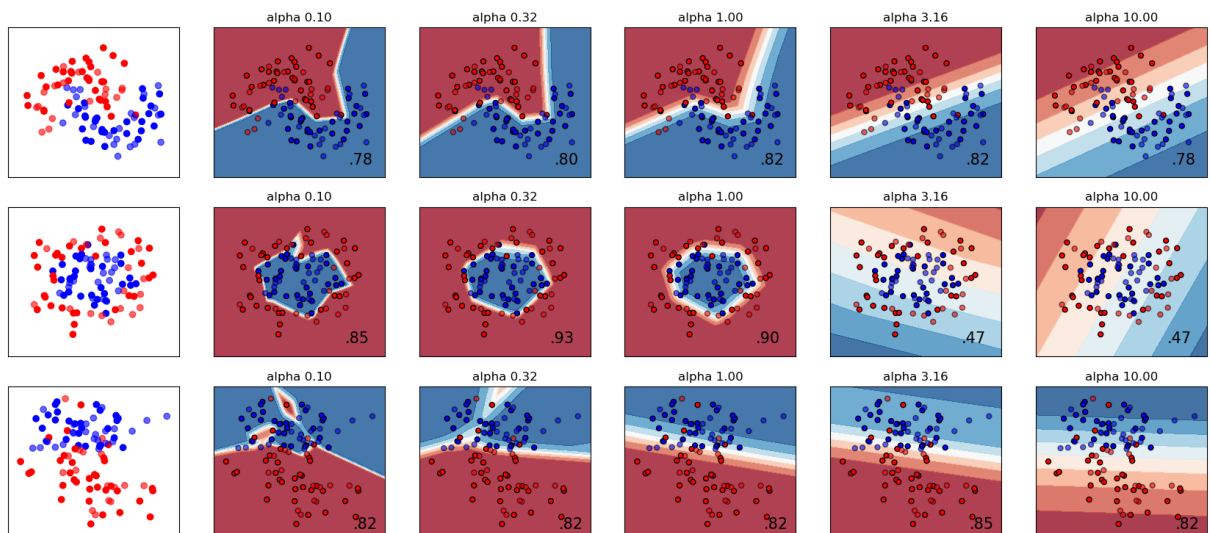 alpha 0.10 alpha 0.32 alpha 1.00 alpha 3.16 alpha 10.00
.78 .80 .82 .82 .78
alpha 0.10 alpha 0.32 alpha 1.00 alpha 3.16 alpha 10.00
.85 .93 .90 .47 .47
alpha 0.10 alpha 0.32 alpha 1.00 alpha 3.16 alpha 10.00
.82 .82 .82 .85 .82